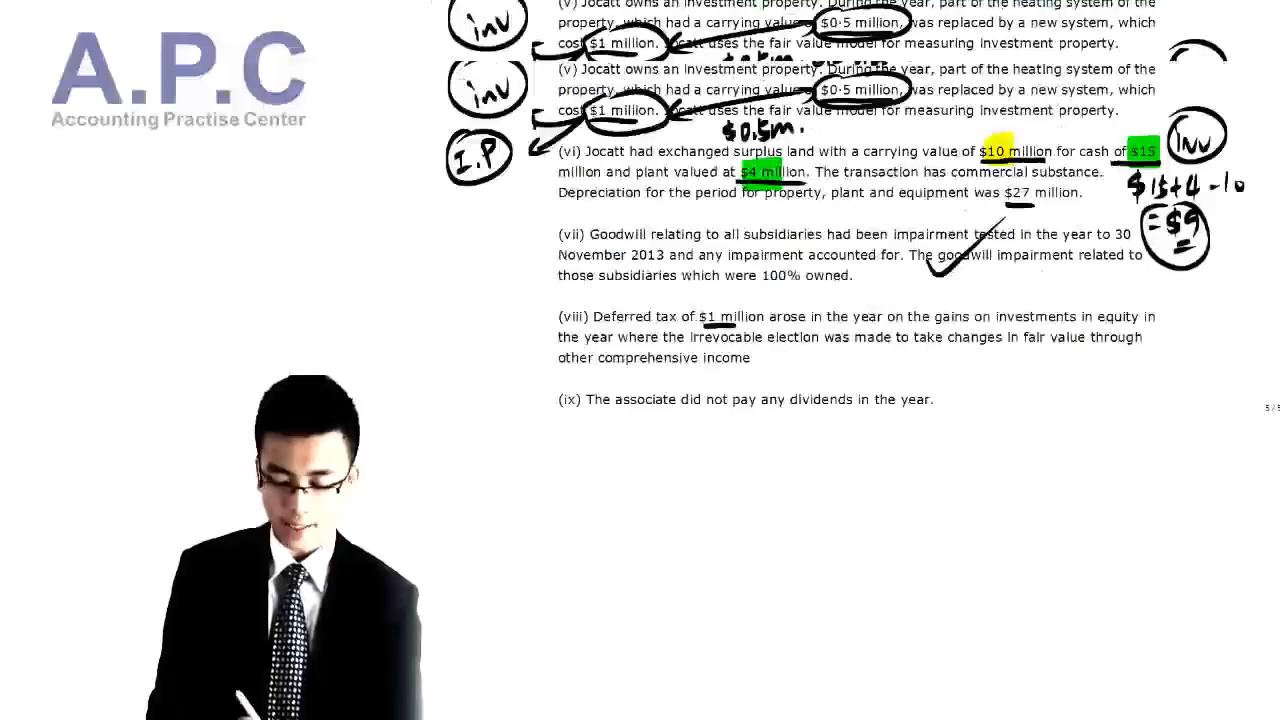 (v) Jocatt owns an investment property. During the year, part of the heating system of the
property, which had a carrying value of $0·5 million, was replaced by a new system, which
cost $1 million. Jocatt uses the fair value model for measuring investment property.
inv
A.P.C
Accounting Practise Center
(v) Jocatt owns an investment property. During the year, part of the heating system of the
property, which had a carrying value of $0·5 million, was replaced by a new system, which
cost $1 million. Jocatt uses the fair value model for measuring investment property.
inv
$0.5m.
I.P
(vi) Jocatt had exchanged surplus land with a carrying value of $10 million for cash of $15
million and plant valued at $4 million. The transaction has commercial substance.
Depreciation for the period for property, plant and equipment was $27 million.
Inv
$15+4-10
=$9
(vii) Goodwill relating to all subsidiaries had been impairment tested in the year to 30
November 2013 and any impairment accounted for. The goodwill impairment related to
those subsidiaries which were 100% owned.
(viii) Deferred tax of $1 million arose in the year on the gains on investments in equity in
the year where the irrevocable election was made to take changes in fair value through
other comprehensive income
(ix) The associate did not pay any dividends in the year.